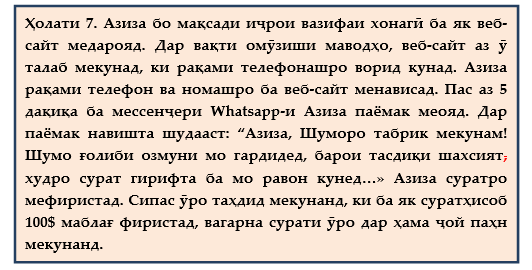 Ҳолати 7. Азиза бо мақсади иҷрои вазифаи хонагӣ ба як веб-
сайт медарояд. Дар вақти омӯзиши маводҳо, веб-сайт аз ӯ
талаб мекунад, ки рақами телефонашро ворид кунад. Азиза
рақами телефон ва номашро ба веб-сайт менависад. Пас аз 5
дақиқа ба мессенҷери Whatsapp-и Азиза паёмак меояд. Дар
паёмак навишта шудааст: “Азиза, Шуморо табрик мекунам!
Шумо ғолиби озмуни мо гардидед, барои тасдиқи шахсият,
худро сурат гирифта ба мо равон кунед…» Азиза суратро
мефиристад. Сипас ӯро таҳдид мекунанд, ки ба як суратҳисоб
100$ маблағ фиристад, вагарна сурати ӯро дар ҳама ҷой паҳн
мекунанд.